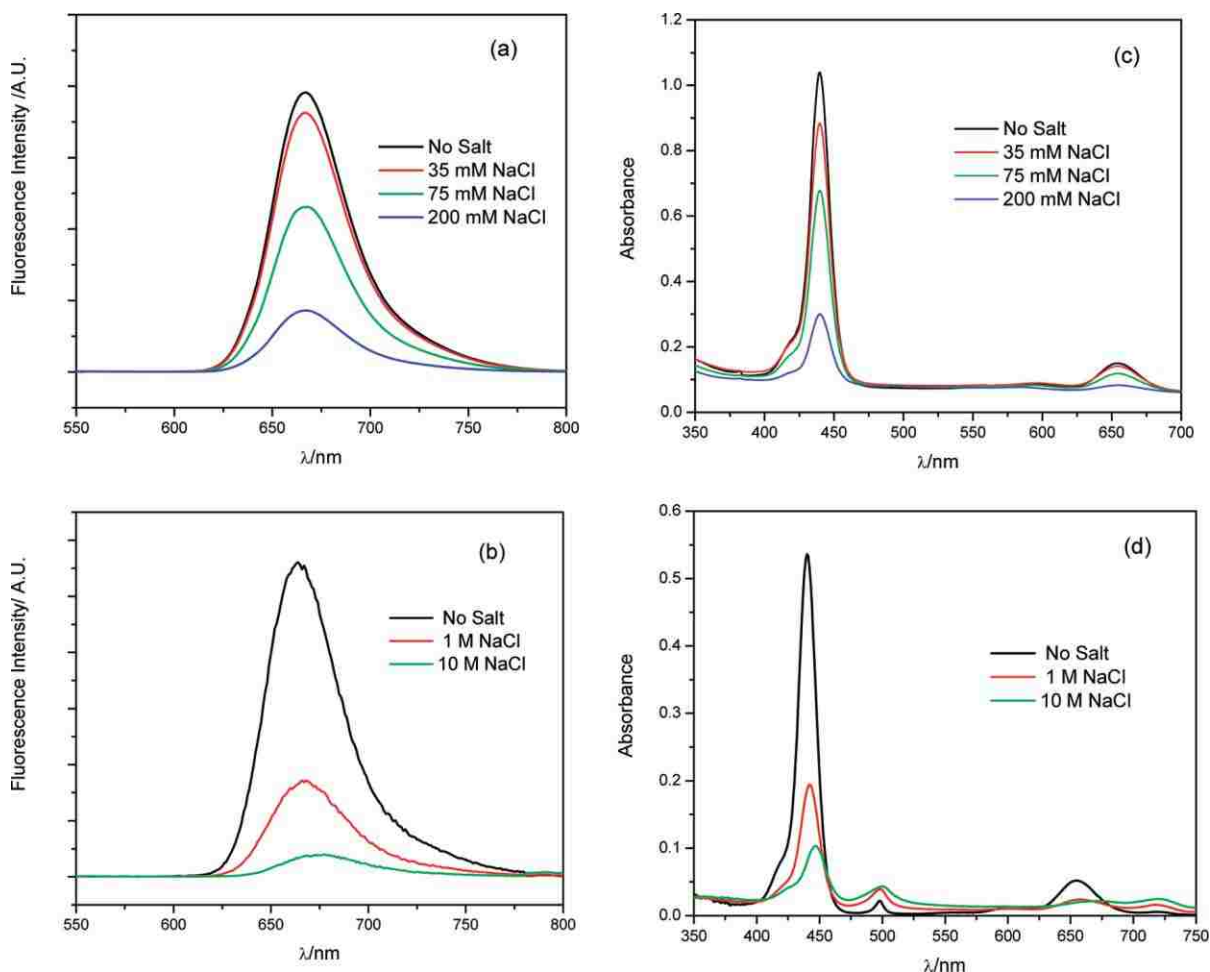 (a)
Fluorescence Intensity /A.U.
No Salt
35 mM NaCl
75 mM NaCl
200 mM NaCl
550 600 650 700 750 800
λ/nm
(c)
Absorbance
1.2
1.0
0.8
0.6
0.4
0.2
0.0
No Salt
35 mM NaCl
75 mM NaCl
200 mM NaCl
350 400 450 500 550 600 650 700
λ/nm
(b)
Fluorescence Intensity/ A.U.
No Salt
1 M NaCl
10 M NaCl
550 600 650 700 750 800
λ/nm
(d)
Absorbance
0.6
0.5
0.4
0.3
0.2
0.1
0.0
No Salt
1 M NaCl
10 M NaCl
350 400 450 500 550 600 650 700 750
λ/nm